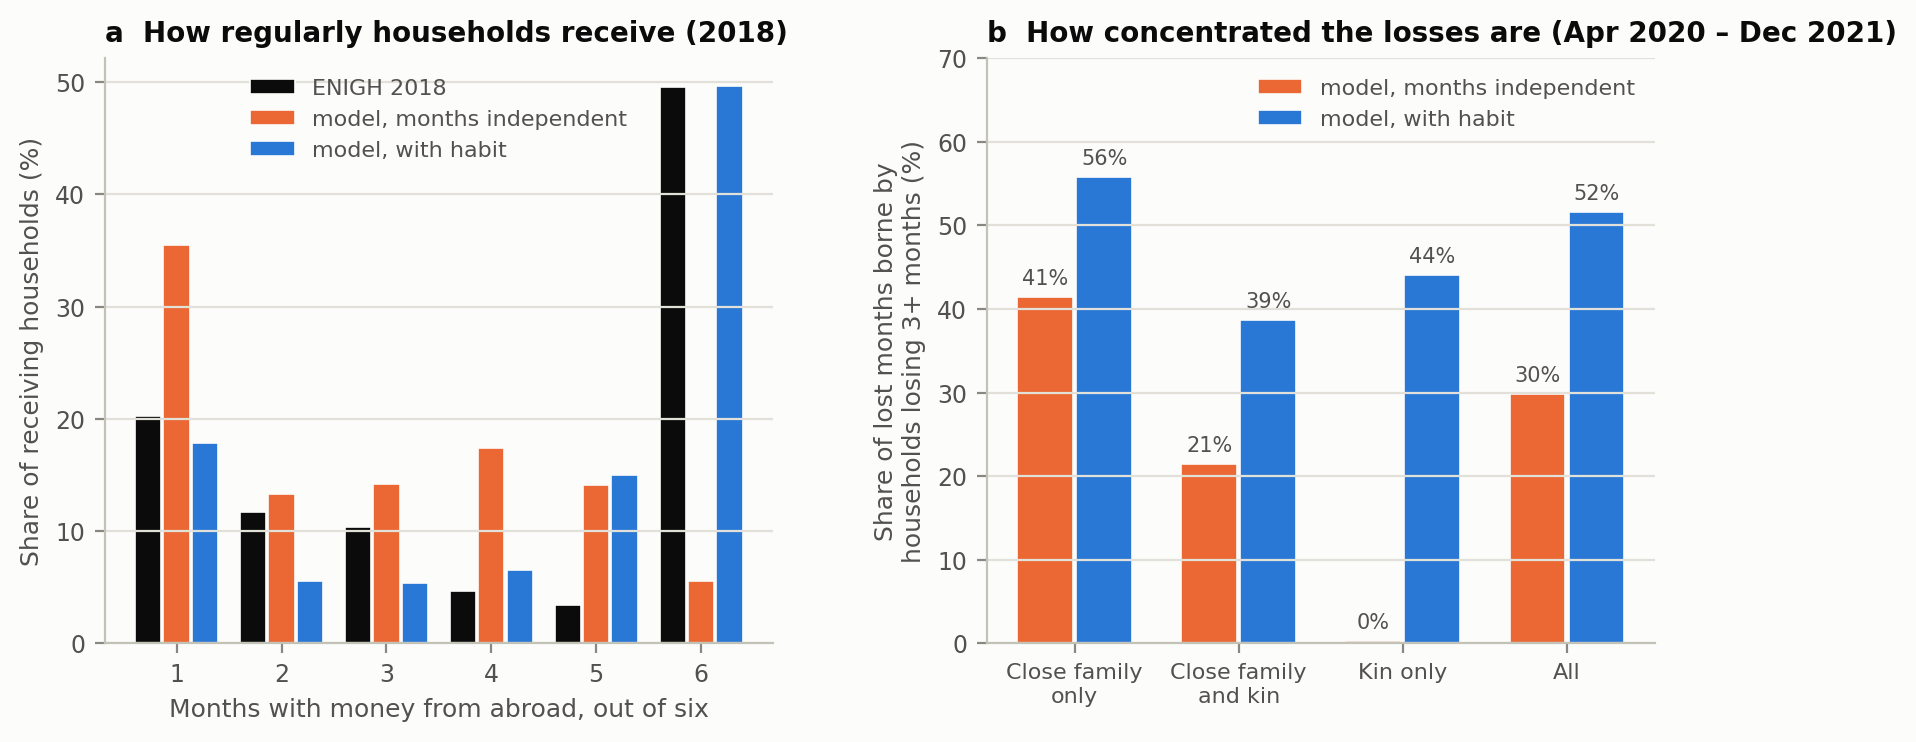 a  How regularly households receive (2018)
ENIGH 2018
model, months independent
model, with habit
Share of receiving households (%)
50
40
30
20
10
0
1 2 3 4 5 6
Months with money from abroad, out of six
b  How concentrated the losses are (Apr 2020 – Dec 2021)
model, months independent
model, with habit
Share of lost months borne by
households losing 3+ months (%)
70
60
50
40
30
20
10
0
41% 56% 21% 39% 0% 44% 30% 52%
Close family
only
Close family
and kin
Kin only
All